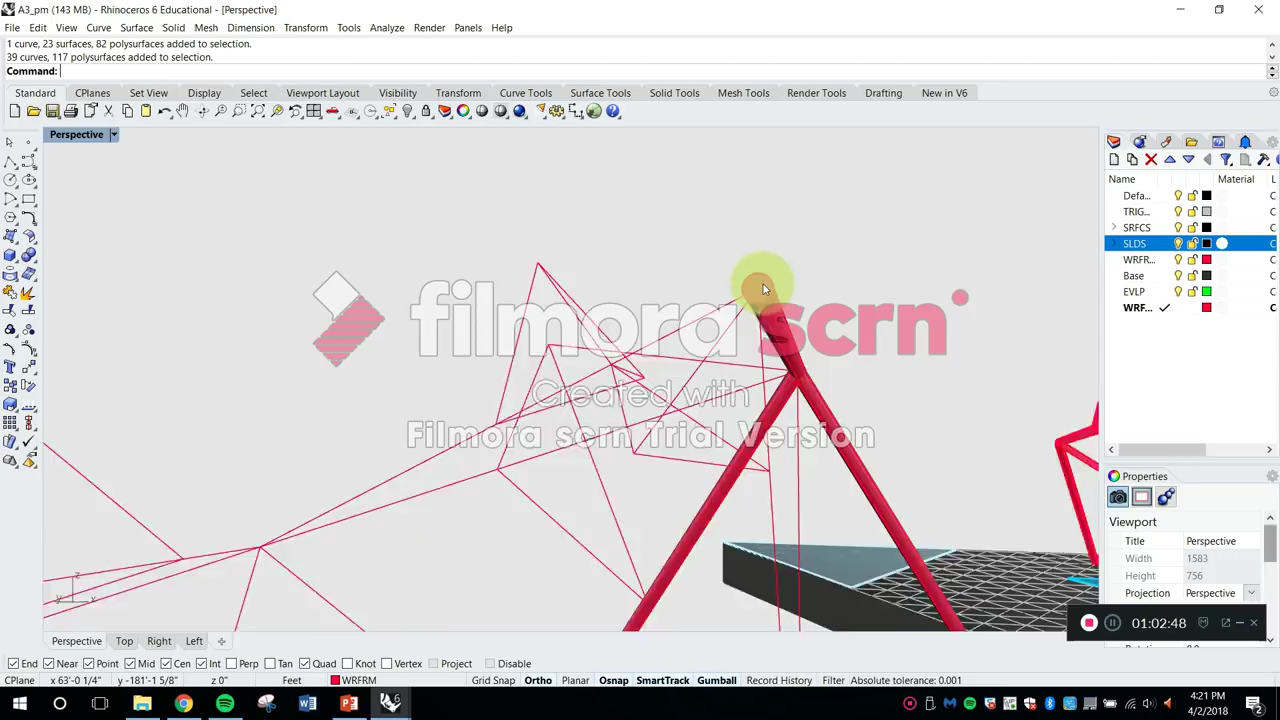 A3_pm (143 MB) - Rhinoceros 6 Educational - [Perspective]
File Edit View Curve Surface Solid Mesh Dimension Transform Tools Analyze Render Panels Help
1 curve, 23 surfaces, 82 polysurfaces added to selection.
39 curves, 117 polysurfaces added to selection.
Command:
Standard CPlanes Set View Display Select Viewport Layout Visibility Transform Curve Tools Surface Tools Solid Tools Mesh Tools Render Tools Drafting New in V6
Perspective
Name Material L
Defa... C
TRIG... C
SRFCS C
SLDS C
WRFR... C
Base C
EVLP C
WRF... C
filmora scrn
Created with
Filmora scrn Trial Version
Properties
Viewport
Title Perspective
Width 1583
Height 756
Projection Perspective
01:02:48
z
y x
Perspective Top Right Left
End Near Point Mid Cen Int Perp Tan Quad Knot Vertex Project Disable
CPlane x 63'-0 1/4" y -181'-1 5/8" z 0" Feet WRFRM Grid Snap Ortho Planar Osnap SmartTrack Gumball Record History Filter Absolute tolerance: 0.001
4:21 PM
4/2/2018
2